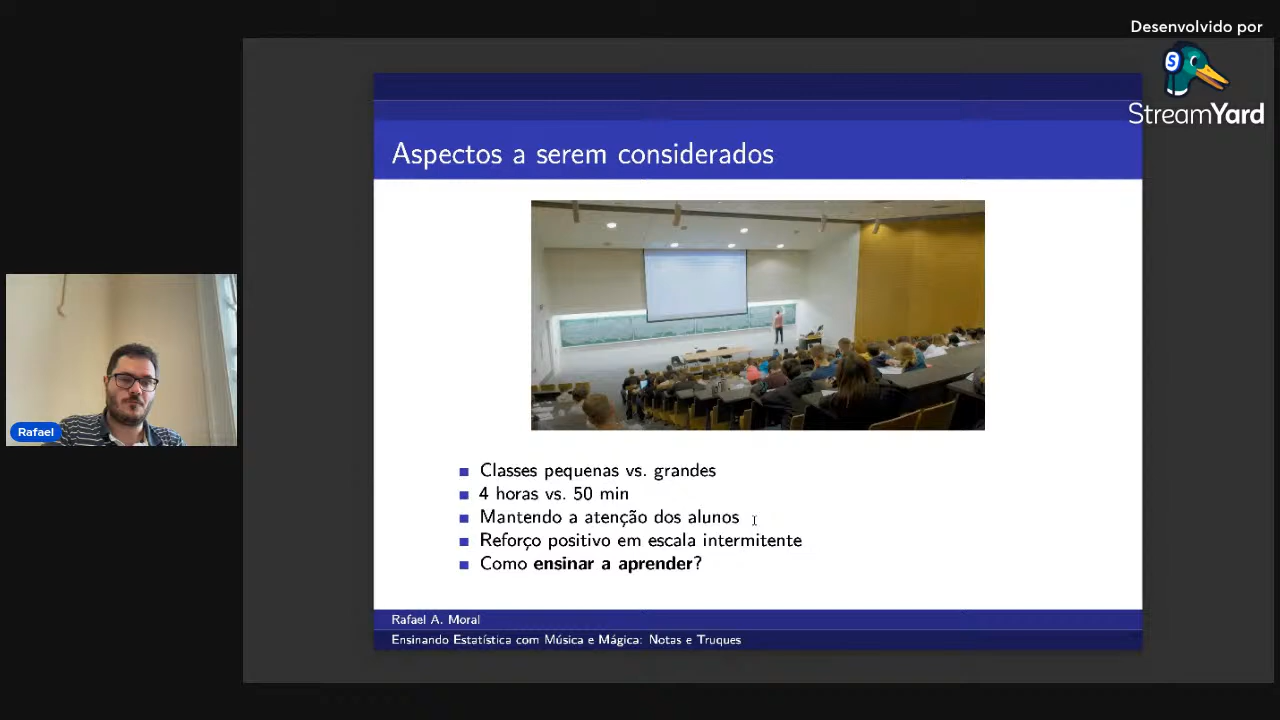 Desenvolvido por
S
StreamYard
Aspectos a serem considerados
Classes pequenas vs. grandes
4 horas vs. 50 min
Mantendo a atenção dos alunos
Reforço positivo em escala intermitente
Como ensinar a aprender?
Rafael
Rafael A. Moral
Ensinando Estatística com Música e Mágica: Notas e Truques